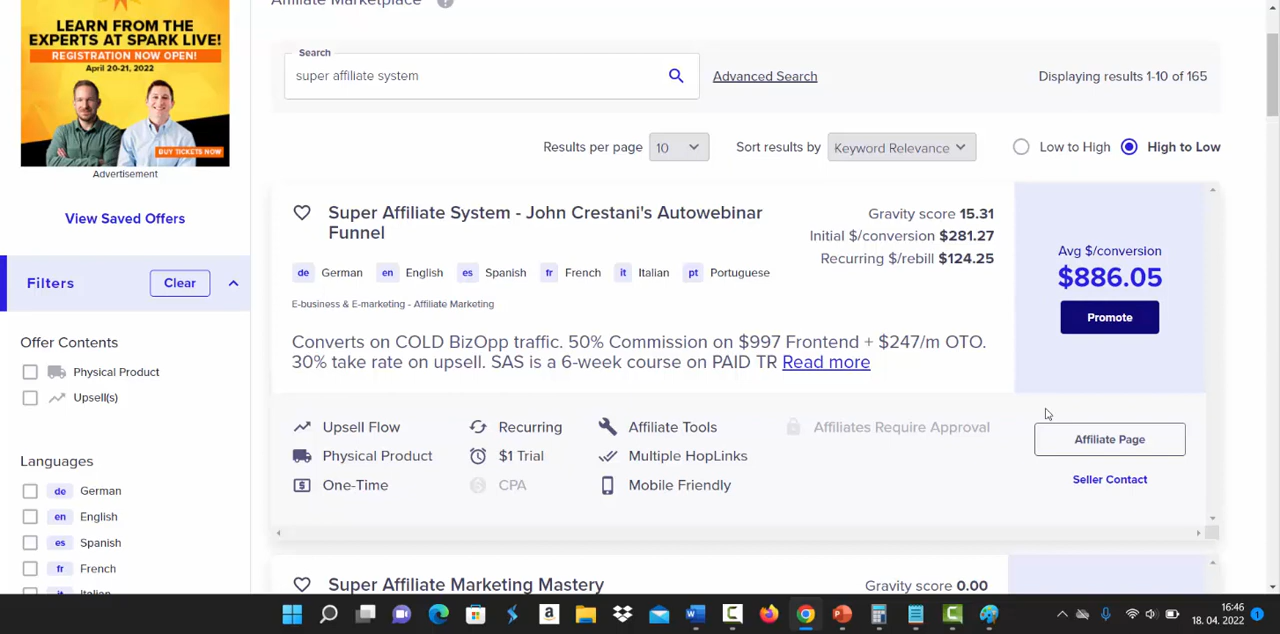 Affiliate Marketplace ?
LEARN FROM THE
EXPERTS AT SPARK LIVE!
REGISTRATION NOW OPEN!
April 20-21, 2022
BUY TICKETS NOW
Advertisement
View Saved Offers
Filters
Clear
Offer Contents
Physical Product
Upsell(s)
Languages
de German
en English
es Spanish
fr French
it Italian
Search
super affiliate system
Advanced Search
Displaying results 1-10 of 165
Results per page 10
Sort results by Keyword Relevance
Low to High
High to Low
Super Affiliate System - John Crestani's Autowebinar
Funnel
Gravity score 15.31
Initial $/conversion $281.27
Recurring $/rebill $124.25
de German en English es Spanish fr French it Italian pt Portuguese
E-business & E-marketing - Affiliate Marketing
Converts on COLD BizOpp traffic. 50% Commission on $997 Frontend + $247/m OTO.
30% take rate on upsell. SAS is a 6-week course on PAID TR Read more
Avg $/conversion
$886.05
Promote
Upsell Flow Recurring Affiliate Tools Affiliates Require Approval
Physical Product $1 Trial Multiple HopLinks
One-Time CPA Mobile Friendly
Affiliate Page
Seller Contact
Super Affiliate Marketing Mastery
Gravity score 0.00
16:46
18. 04. 2022
1